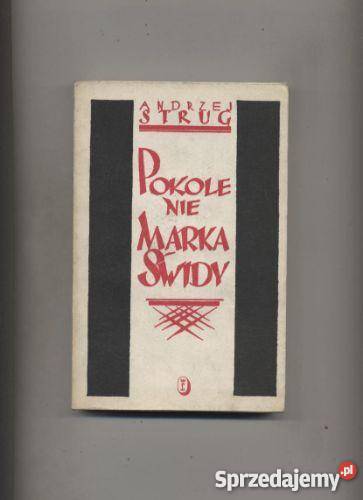 ANDRZEJ
STRUG
POKOLE
NIE
MARKA
ŚWIDY
Sprzedajemy.pl